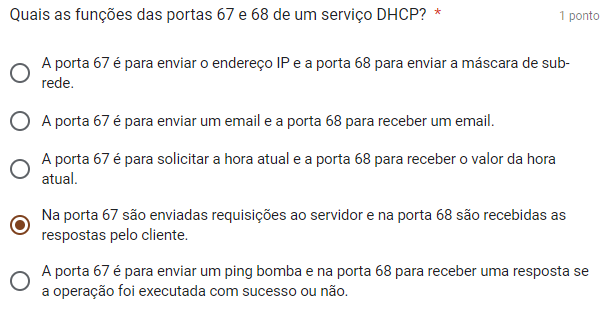 Quais as funções das portas 67 e 68 de um serviço DHCP? *
1 ponto
A porta 67 é para enviar o endereço IP e a porta 68 para enviar a máscara de sub-
rede.
A porta 67 é para enviar um email e a porta 68 para receber um email.
A porta 67 é para solicitar a hora atual e a porta 68 para receber o valor da hora
atual.
Na porta 67 são enviadas requisições ao servidor e na porta 68 são recebidas as
respostas pelo cliente.
A porta 67 é para enviar um ping bomba e na porta 68 para receber uma resposta se
a operação foi executada com sucesso ou não.